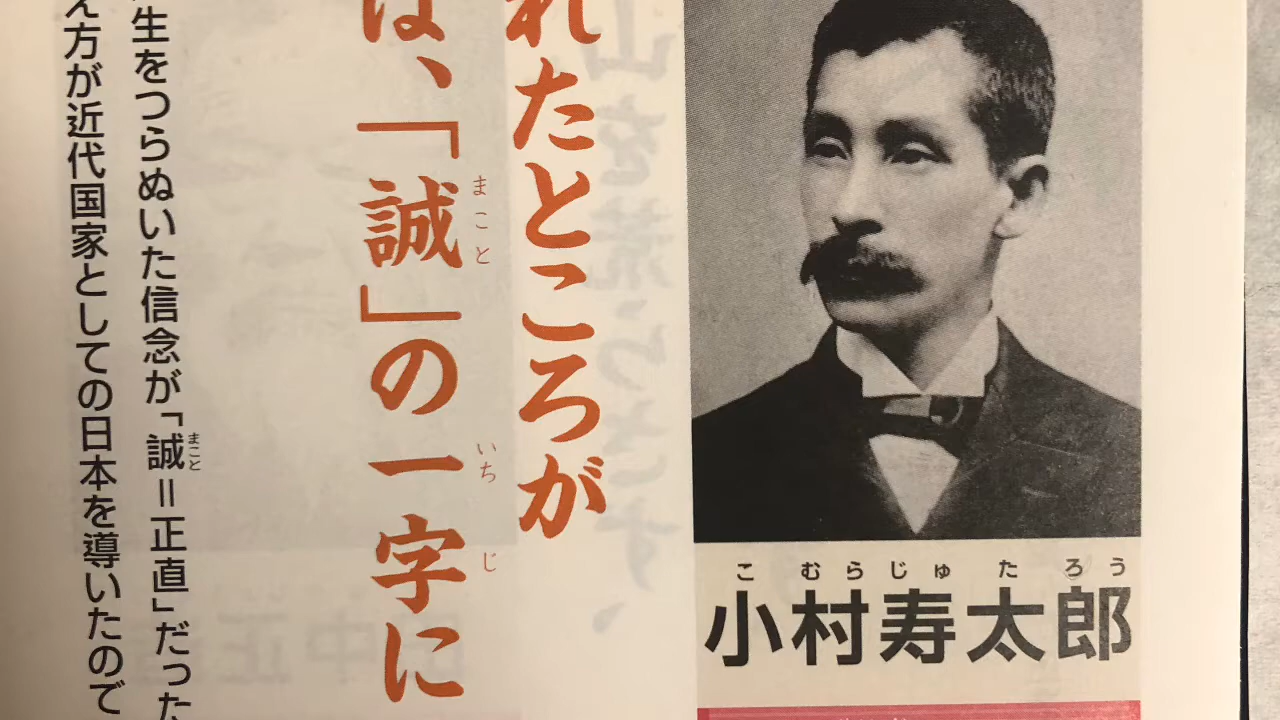 こむらじゅたろう
小村寿太郎
れたところが
は、「誠」の一字に
まこと
いち
じ
生をつらぬいた信念が「誠＝正直」だった
まこと
え方が近代国家としての日本を導いたので